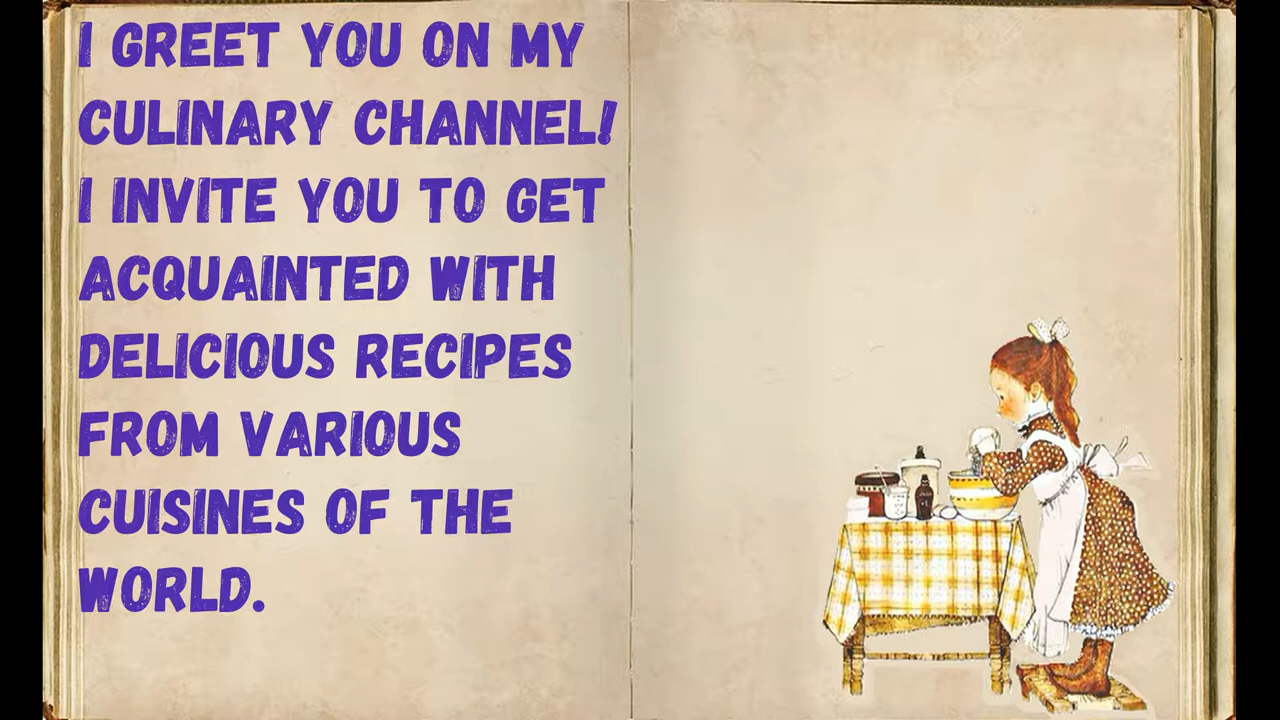 I GREET YOU ON MY
CULINARY CHANNEL!
I INVITE YOU TO GET
ACQUAINTED WITH
DELICIOUS RECIPES
FROM VARIOUS
CUISINES OF THE
WORLD.